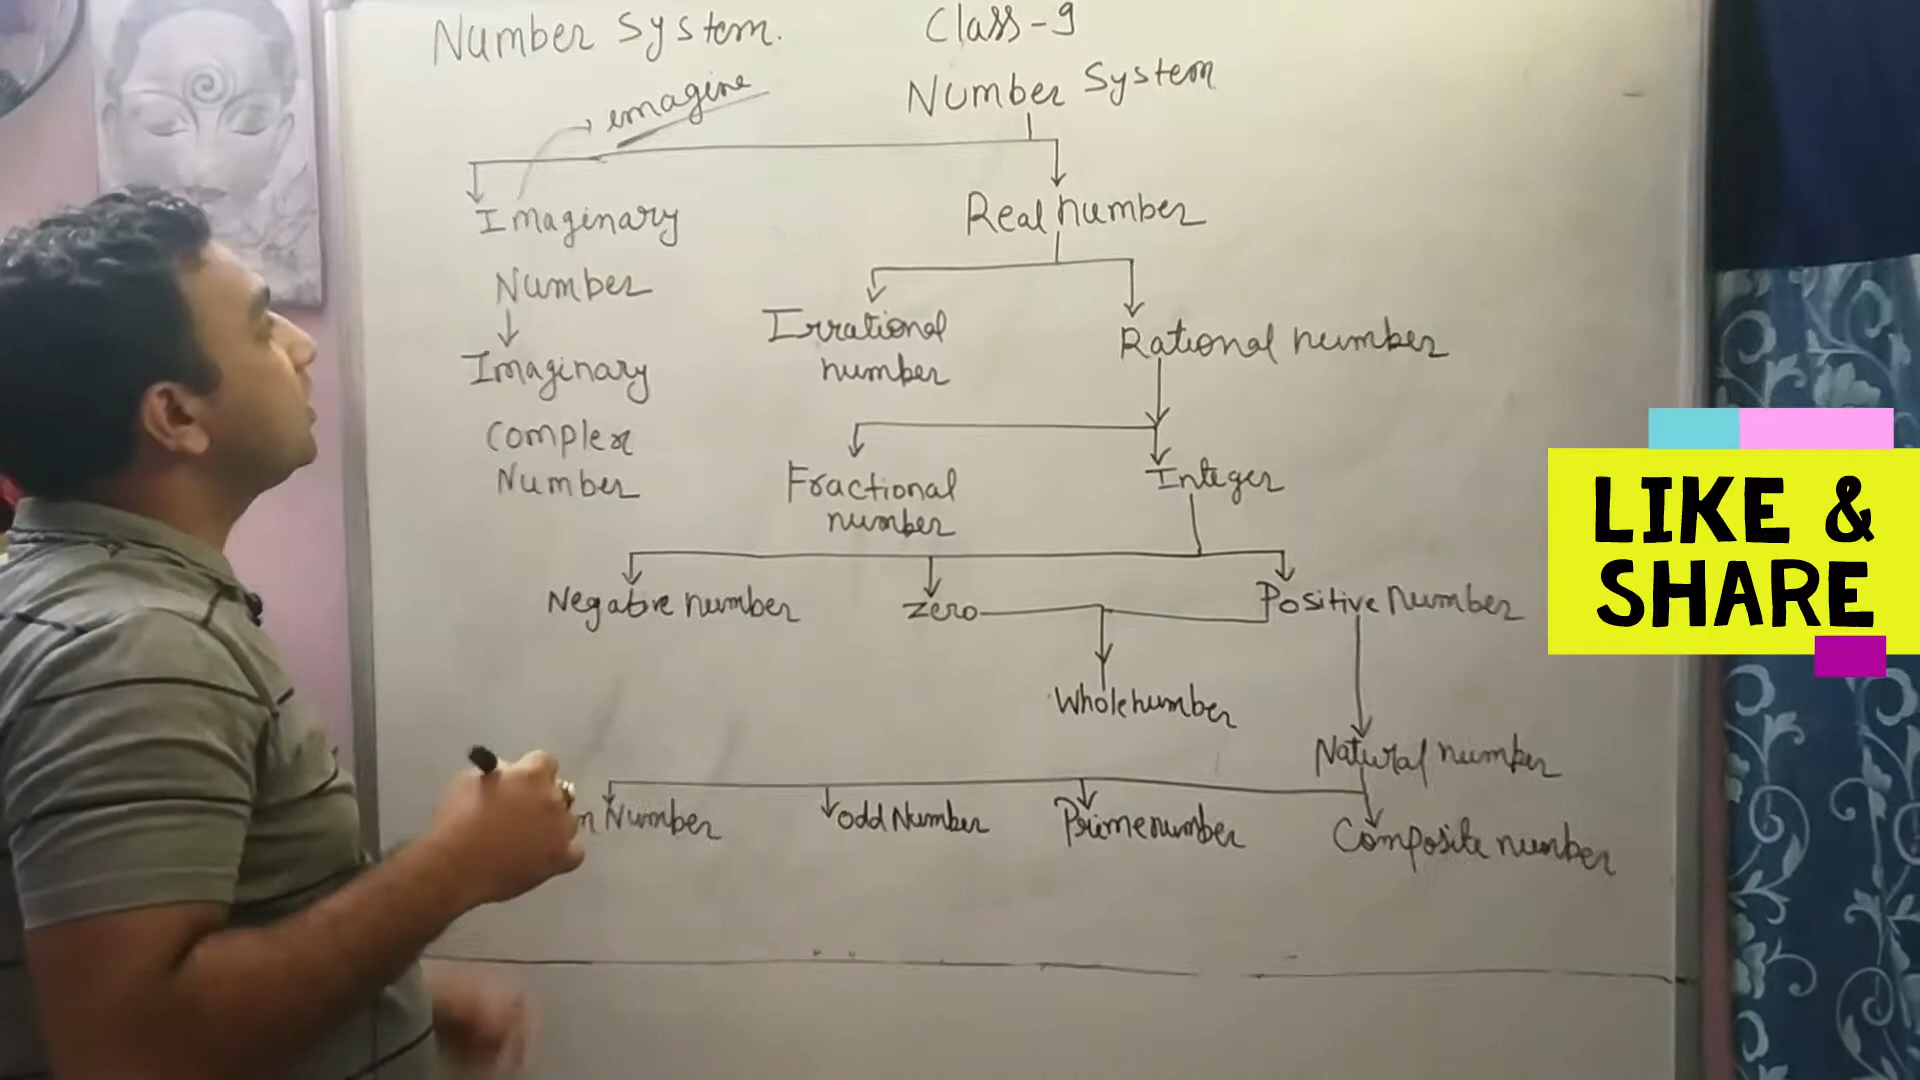 Number System.
Class-9
Number System
imagine
Imaginary
Number
Real number
Irrational
number
Rational number
Imaginary
Complex
Number
Fractional
number
Integer
Negative number
Zero
Positive Number
Whole number
Natural number
Number
Odd Number
Prime number
Composite number
LIKE &
SHARE